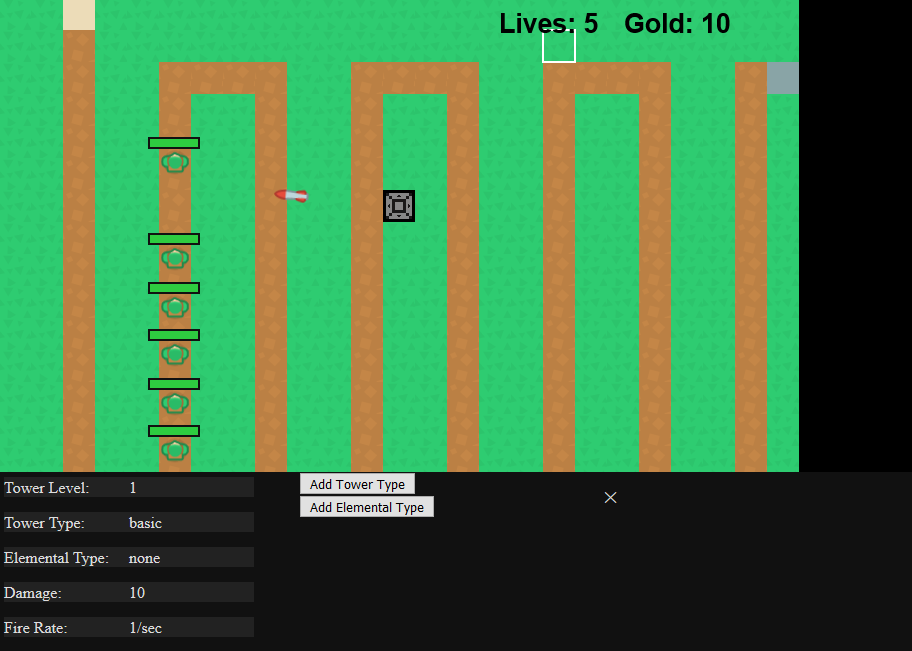 Lives: 5 Gold: 10
Tower Level: 1
Add Tower Type
Add Elemental Type
Tower Type: basic
Elemental Type: none
Damage: 10
Fire Rate: 1/sec